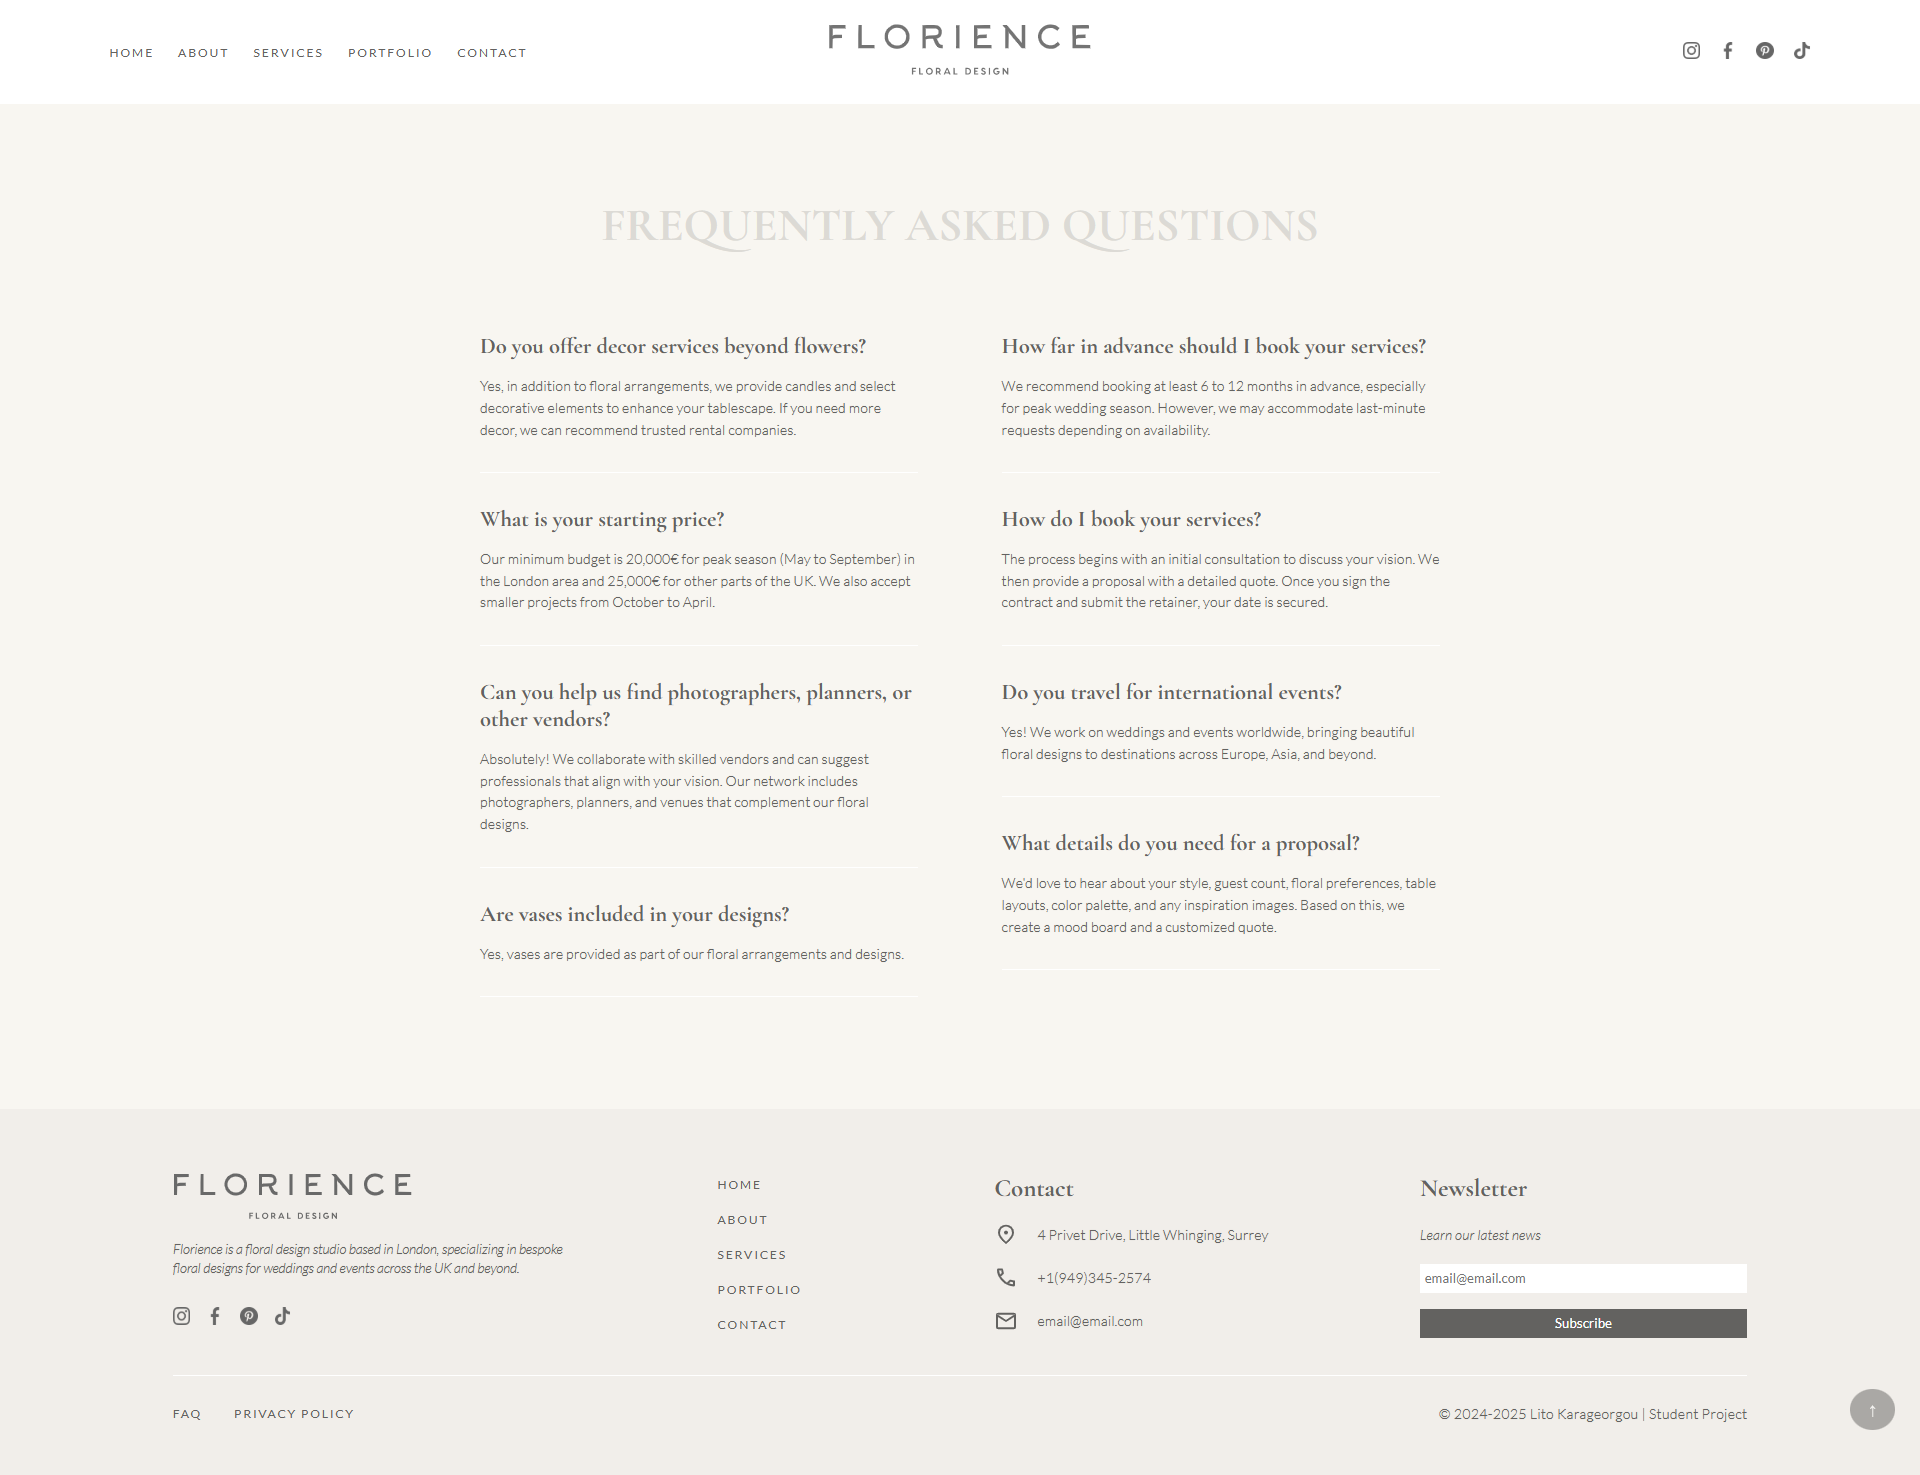 HOME ABOUT SERVICES PORTFOLIO CONTACT
FLORIENCE
FLORAL DESIGN
FREQUENTLY ASKED QUESTIONS
Do you offer decor services beyond flowers?
Yes, in addition to floral arrangements, we provide candles and select
decorative elements to enhance your tablescape. If you need more
decor, we can recommend trusted rental companies.
What is your starting price?
Our minimum budget is 20,000€ for peak season (May to September) in
the London area and 25,000€ for other parts of the UK. We also accept
smaller projects from October to April.
Can you help us find photographers, planners, or
other vendors?
Absolutely! We collaborate with skilled vendors and can suggest
professionals that align with your vision. Our network includes
photographers, planners, and venues that complement our floral
designs.
Are vases included in your designs?
Yes, vases are provided as part of our floral arrangements and designs.
How far in advance should I book your services?
We recommend booking at least 6 to 12 months in advance, especially
for peak wedding season. However, we may accommodate last-minute
requests depending on availability.
How do I book your services?
The process begins with an initial consultation to discuss your vision. We
then provide a proposal with a detailed quote. Once you sign the
contract and submit the retainer, your date is secured.
Do you travel for international events?
Yes! We work on weddings and events worldwide, bringing beautiful
floral designs to destinations across Europe, Asia, and beyond.
What details do you need for a proposal?
We'd love to hear about your style, guest count, floral preferences, table
layouts, color palette, and any inspiration images. Based on this, we
create a mood board and a customized quote.
FLORIENCE
FLORAL DESIGN
Florience is a floral design studio based in London, specializing in bespoke
floral designs for weddings and events across the UK and beyond.
HOME
ABOUT
SERVICES
PORTFOLIO
CONTACT
Contact
4 Privet Drive, Little Whinging, Surrey
+1(949)345-2574
email@email.com
Newsletter
Learn our latest news
email@email.com
Subscribe
FAQ PRIVACY POLICY
© 2024-2025 Lito Karageorgou | Student Project
↑